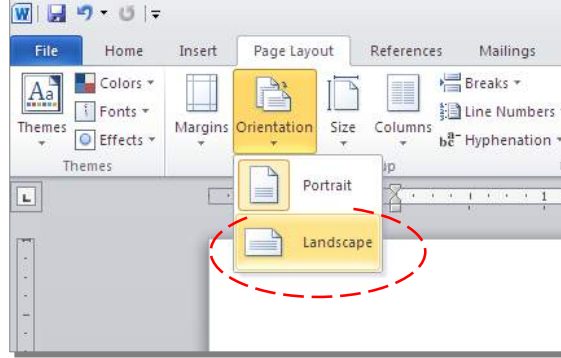 W
File Home Insert Page Layout References Mailings
Aa Colors Breaks
Fonts Line Numbers
Themes Effects Margins Orientation Size Columns Hyphenation
Themes
Portrait
1
Landscape